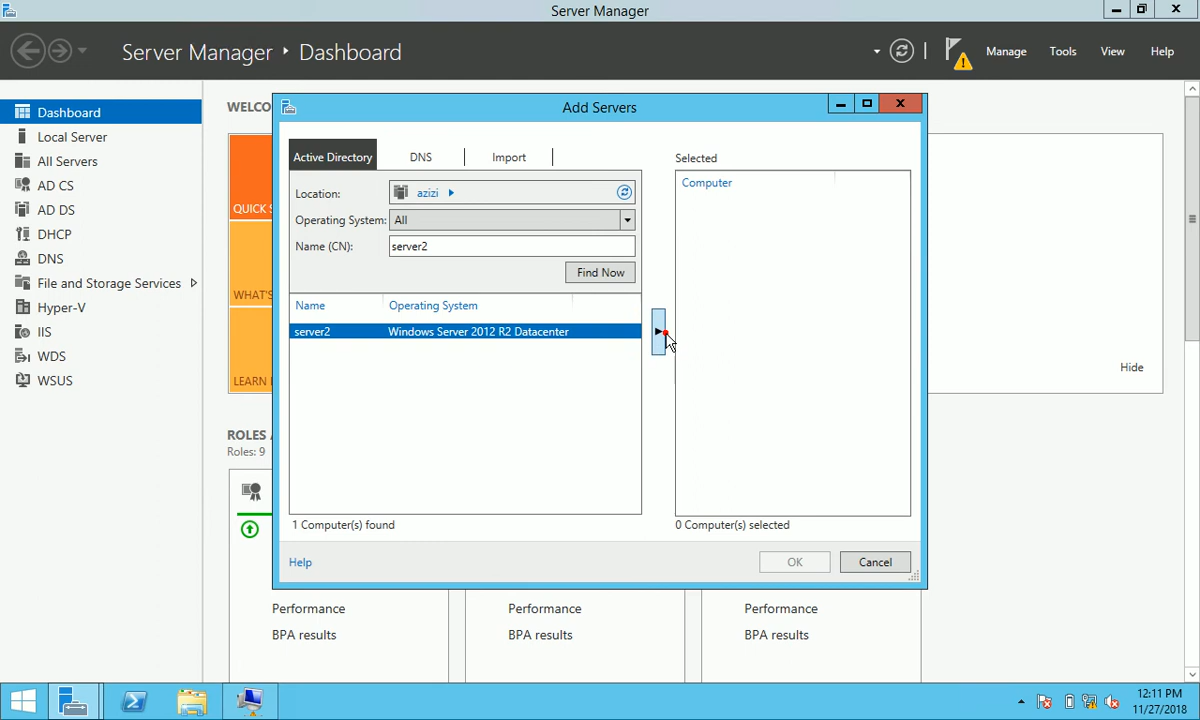 Server Manager
Server Manager ‣ Dashboard
Manage Tools View Help
Dashboard
Local Server
All Servers
AD CS
AD DS
DHCP
DNS
File and Storage Services
Hyper-V
IIS
WDS
WSUS
WELCO
QUICK S
WHAT'S
LEARN
Hide
ROLES
Roles: 9
Add Servers
Active Directory DNS Import
Location: azizi
Operating System: All
Name (CN): server2
Find Now
Name Operating System
server2 Windows Server 2012 R2 Datacenter
1 Computer(s) found
Selected
Computer
0 Computer(s) selected
Help OK Cancel
Performance Performance Performance
BPA results BPA results BPA results
12:11 PM
11/27/2018